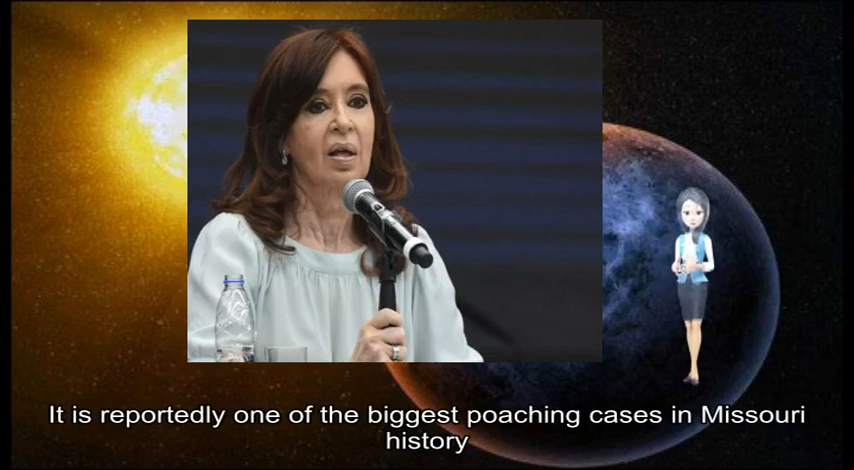 It is reportedly one of the biggest poaching cases in Missouri
history